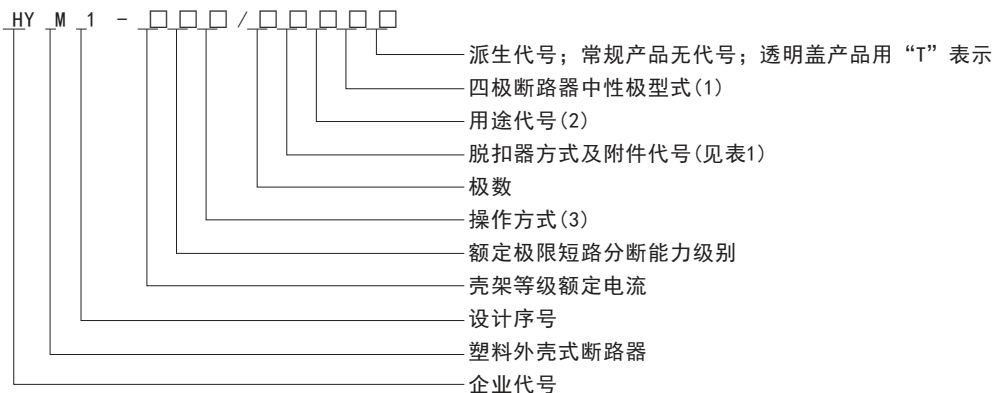 HY M 1 - □ □ □ / □ □ □ □ □
派生代号；常规产品无代号；透明盖产品用“T”表示
四极断路器中性极型式(1)
用途代号(2)
脱扣器方式及附件代号(见表1)
极数
操作方式(3)
额定极限短路分断能力级别
壳架等级额定电流
设计序号
塑料外壳式断路器
企业代号